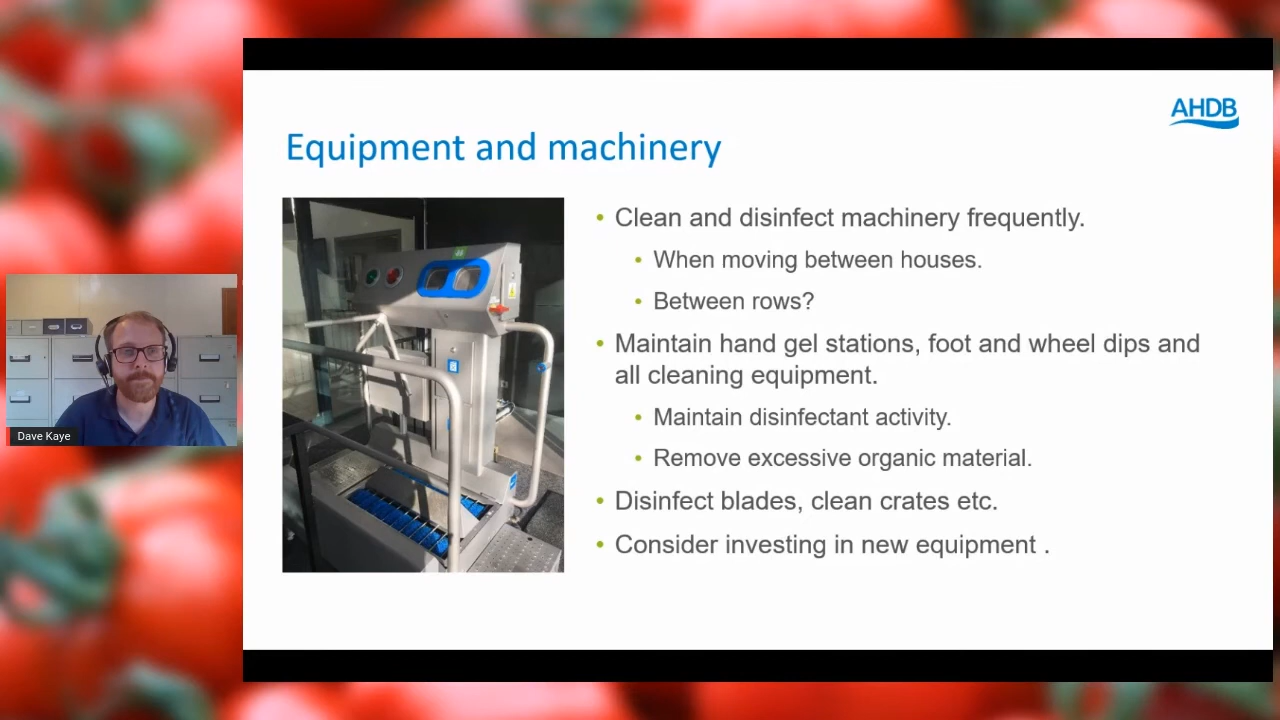 AHDB
Equipment and machinery
• Clean and disinfect machinery frequently.
• When moving between houses.
• Between rows?
• Maintain hand gel stations, foot and wheel dips and
all cleaning equipment.
• Maintain disinfectant activity.
• Remove excessive organic material.
• Disinfect blades, clean crates etc.
• Consider investing in new equipment .
Dave Kaye